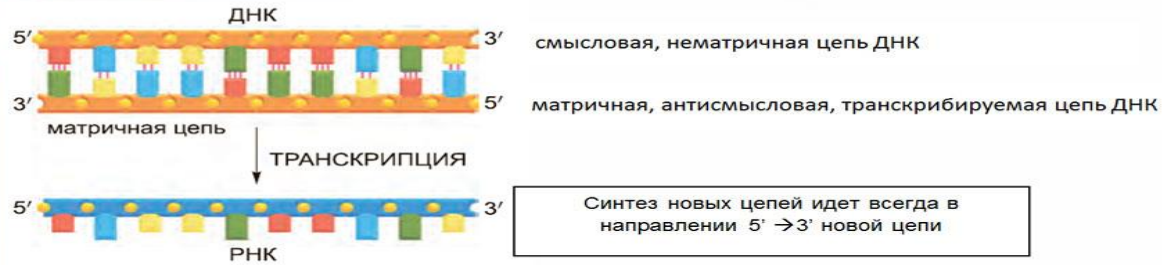 ДНК
5′ 3′ смысловая, нематричная цепь ДНК
3′ 5′ матричная, антисмысловая, транскрибируемая цепь ДНК
матричная цепь
ТРАНСКРИПЦИЯ
5′ 3′
РНК
Синтез новых цепей идет всегда в
направлении 5' →3' новой цепи